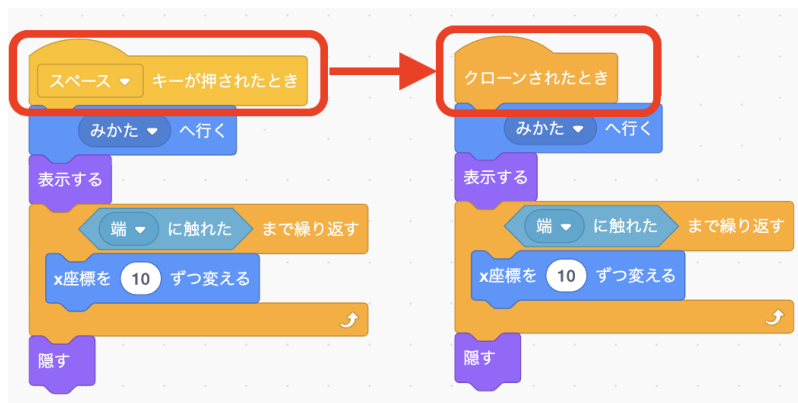 スペース キーが押されたとき
みかた へ行く
表示する
端 に触れた まで繰り返す
x座標を 10 ずつ変える
隠す
クローンされたとき
みかた へ行く
表示する
端 に触れた まで繰り返す
x座標を 10 ずつ変える
隠す